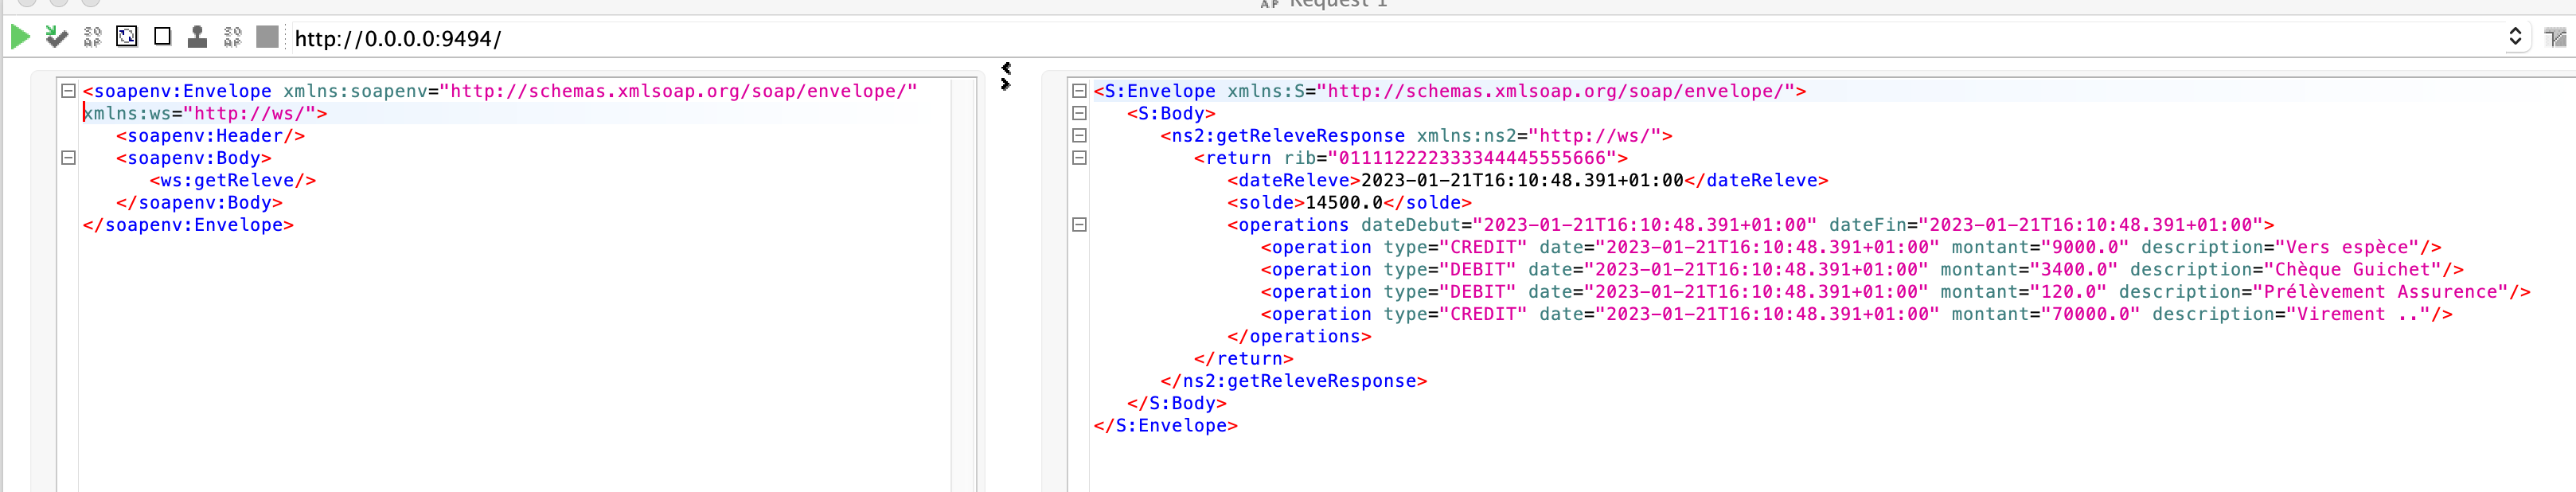 Request 1
http://0.0.0.0:9494/
<soapenv:Envelope xmlns:soapenv="http://schemas.xmlsoap.org/soap/envelope/"
xmlns:ws="http://ws/">
<soapenv:Header/>
<soapenv:Body>
<ws:getReleve/>
</soapenv:Body>
</soapenv:Envelope>
<S:Envelope xmlns:S="http://schemas.xmlsoap.org/soap/envelope/">
<S:Body>
<ns2:getReleveResponse xmlns:ns2="http://ws/">
<return rib="011112222333344445555666">
<dateReleve>2023-01-21T16:10:48.391+01:00</dateReleve>
<solde>14500.0</solde>
<operations dateDebut="2023-01-21T16:10:48.391+01:00" dateFin="2023-01-21T16:10:48.391+01:00">
<operation type="CREDIT" date="2023-01-21T16:10:48.391+01:00" montant="9000.0" description="Vers espèce"/>
<operation type="DEBIT" date="2023-01-21T16:10:48.391+01:00" montant="3400.0" description="Chèque Guichet"/>
<operation type="DEBIT" date="2023-01-21T16:10:48.391+01:00" montant="120.0" description="Prélèvement Assurence"/>
<operation type="CREDIT" date="2023-01-21T16:10:48.391+01:00" montant="70000.0" description="Virement .."/>
</operations>
</return>
</ns2:getReleveResponse>
</S:Body>
</S:Envelope>